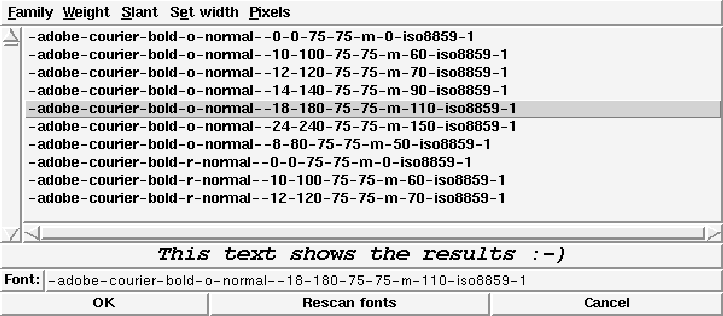 Family Weight Slant Set width Pixels
-adobe-courier-bold-o-normal--0-0-75-75-m-0-iso8859-1
-adobe-courier-bold-o-normal--10-100-75-75-m-60-iso8859-1
-adobe-courier-bold-o-normal--12-120-75-75-m-70-iso8859-1
-adobe-courier-bold-o-normal--14-140-75-75-m-90-iso8859-1
-adobe-courier-bold-o-normal--18-180-75-75-m-110-iso8859-1
-adobe-courier-bold-o-normal--24-240-75-75-m-150-iso8859-1
-adobe-courier-bold-o-normal--8-80-75-75-m-50-iso8859-1
-adobe-courier-bold-r-normal--0-0-75-75-m-0-iso8859-1
-adobe-courier-bold-r-normal--10-100-75-75-m-60-iso8859-1
-adobe-courier-bold-r-normal--12-120-75-75-m-70-iso8859-1
This text shows the results :-)
Font: -adobe-courier-bold-o-normal--18-180-75-75-m-110-iso8859-1
OK Rescan fonts Cancel